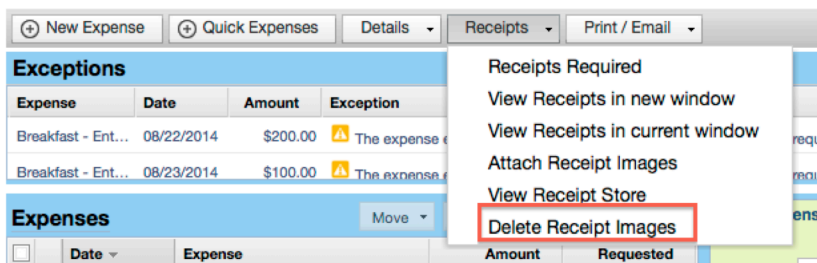 New Expense Quick Expenses Details Receipts Print / Email
Exceptions
Expense Date Amount Exception
Breakfast - Ent... 08/22/2014 $200.00 The expense
Breakfast - Ent... 08/23/2014 $100.00 The expense
Receipts Required
View Receipts in new window
View Receipts in current window
Attach Receipt Images
View Receipt Store
Delete Receipt Images
Expenses Move
Date Expense Amount Requested